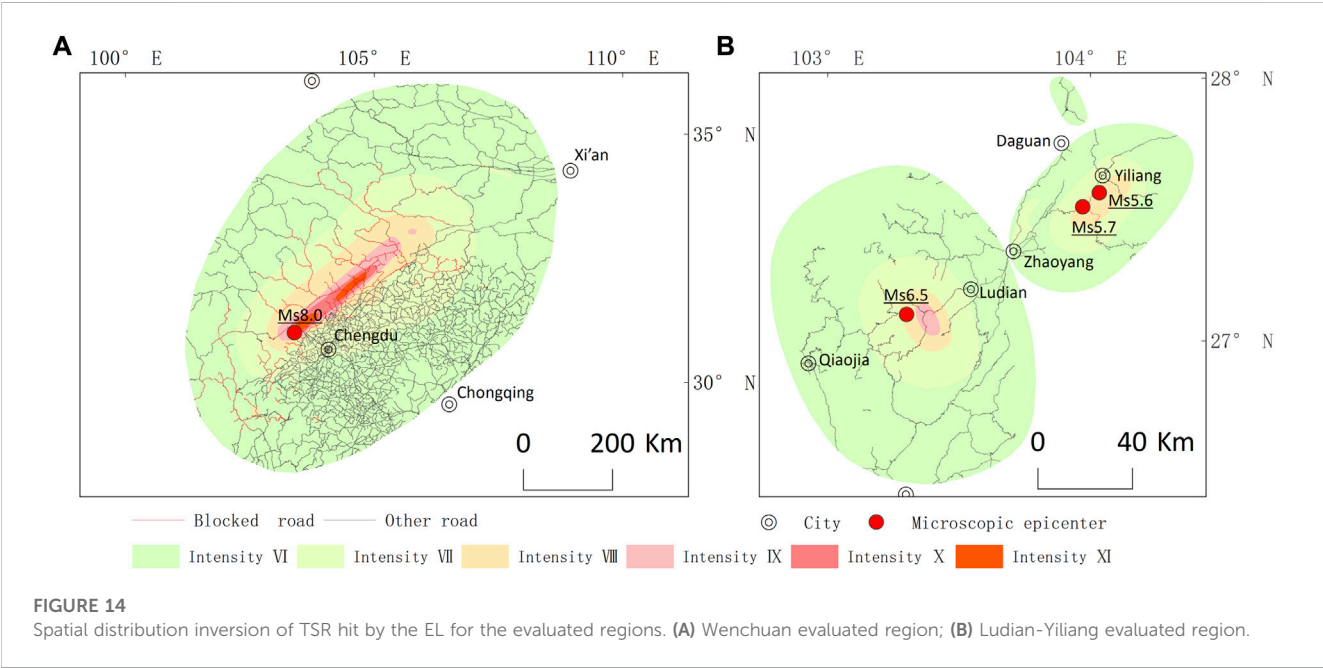 A
B
100° E
105° E
110° E
103° E
104° E
28° N
35° N
Xi’an
Daguan
Yiliang
Ms5.6
Ms5.7
Zhaoyang
Ludian
Ms6.5
Ms8.0
Chengdu
Qiaojia
27° N
30° N
Chongqing
0 200 Km
0 40 Km
Blocked road
Other road
City
Microscopic epicenter
Intensity Ⅵ
Intensity Ⅶ
Intensity Ⅷ
Intensity Ⅸ
Intensity Ⅹ
Intensity Ⅺ
FIGURE 14
Spatial distribution inversion of TSR hit by the EL for the evaluated regions. (A) Wenchuan evaluated region; (B) Ludian-Yiliang evaluated region.